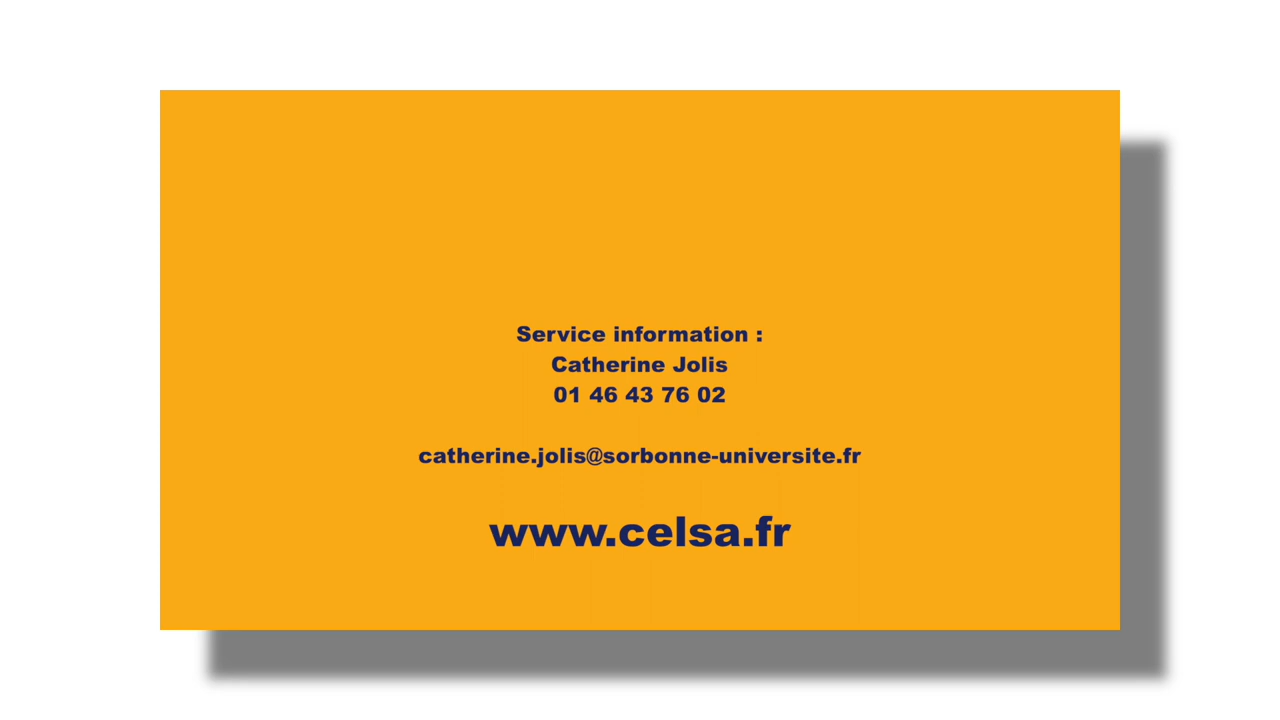 Service information :
Catherine Jolis
01 46 43 76 02
catherine.jolis@sorbonne-universite.fr
www.celsa.fr